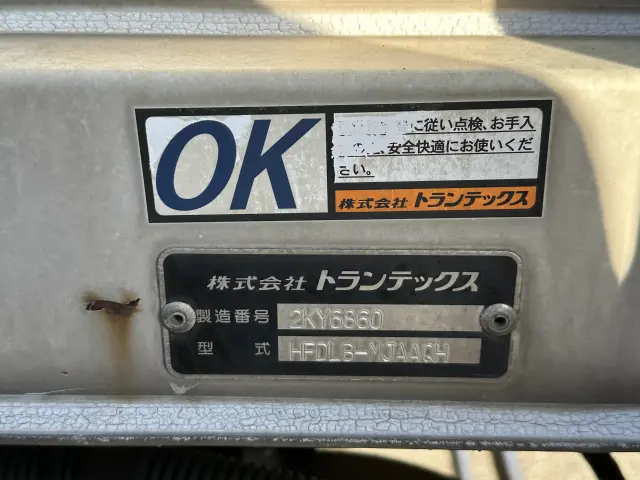 OK
に従い点検、お手入
安全快適にお使いくだ
さい。
株式会社 トランテックス
株式会社 トランテックス
製造番号 2KY6860
型式 HFDLB-MJAAQH